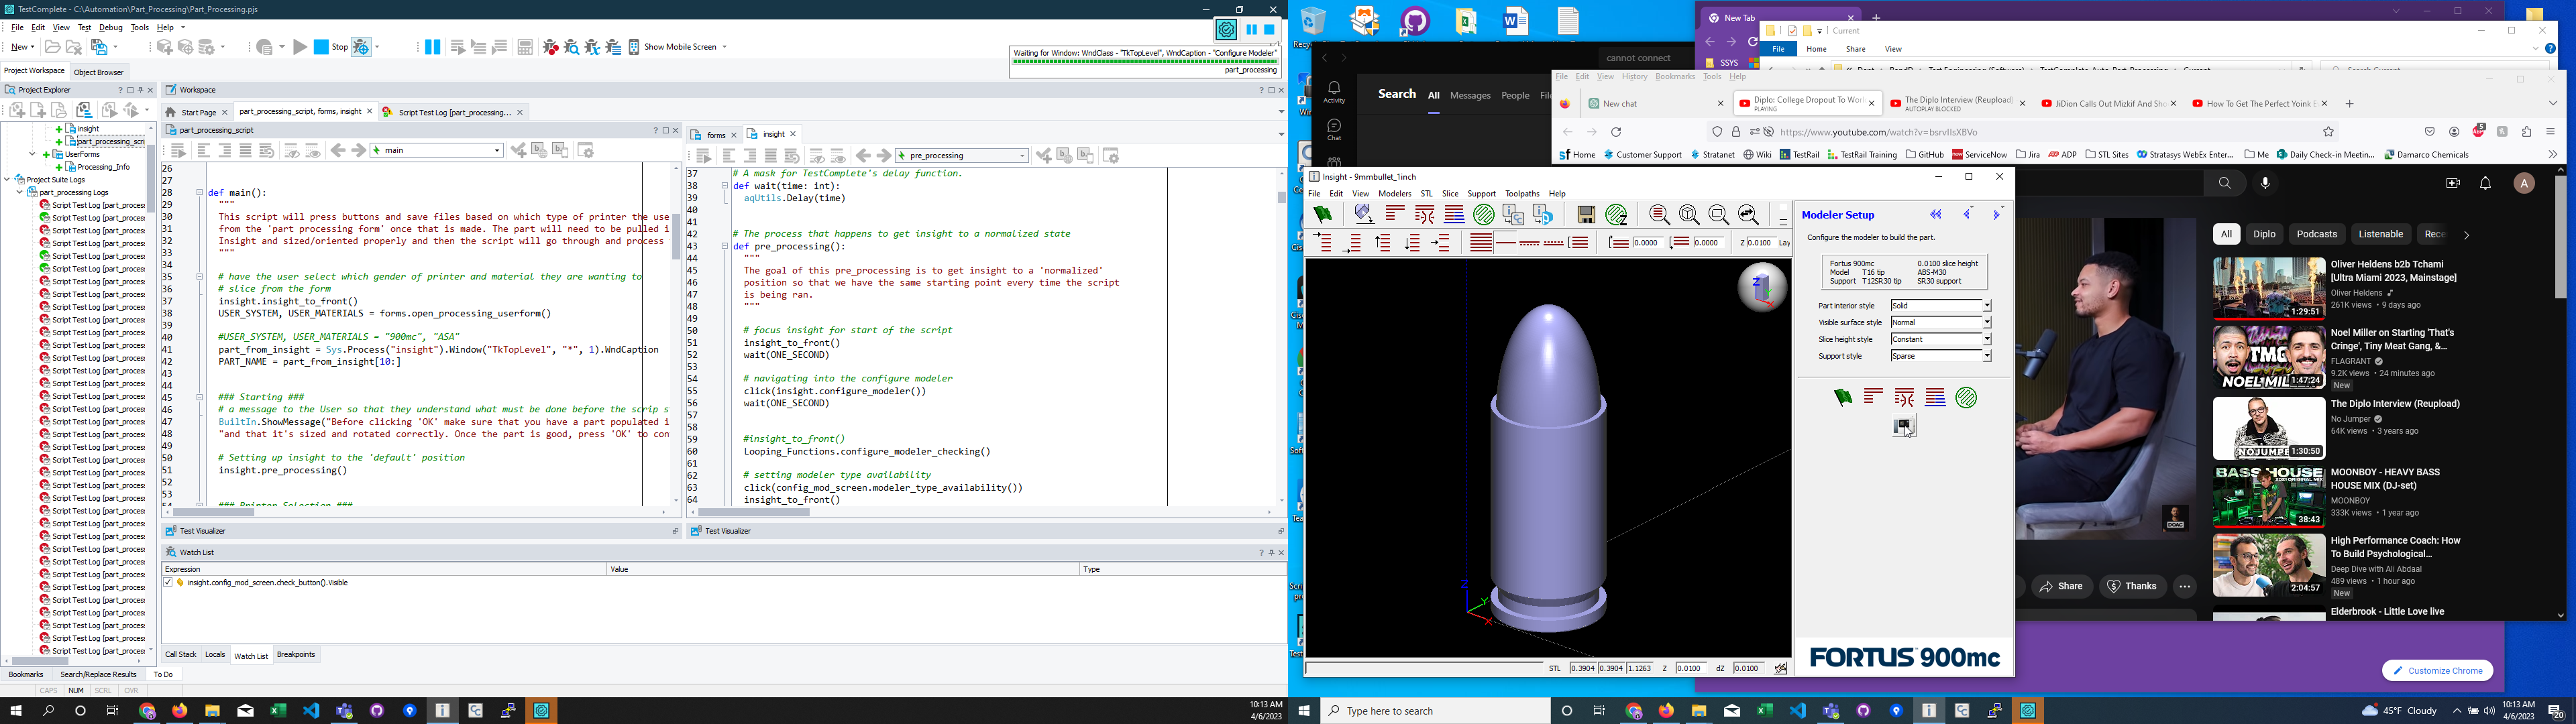 TestComplete - C:\Automation\Part_Processing\Part_Processing.pjs
File Edit View Test Debug Tools Help
New Stop Show Mobile Screen
Waiting for Window: WndClass - "TkTopLevel", WndCaption - "Configure Modeler"
part_processing
Project Workspace Object Browser
Project Explorer
insight
part_processing_scri
UserForms
Processing_Info
Project Suite Logs
part_processing Logs
Script Test Log [part_process
Workspace
Start Page part_processing_script, forms, insight Script Test Log [part_processing...
part_processing_script
main
26
27
28 def main():
29 """
30 This script will press buttons and save files based on which type of printer the use
31 from the 'part processing form' once that is made. The part will need to be pulled i
32 Insight and sized/oriented properly and then the script will go through and process
33 """
34
35 # have the user select which gender of printer and material they are wanting to
36 # slice from the form
37 insight.insight_to_front()
38 USER_SYSTEM, USER_MATERIALS = forms.open_processing_userform()
39
40 #USER_SYSTEM, USER_MATERIALS = "900mc", "ASA"
41 part_from_insight = Sys.Process("insight").Window("TkTopLevel", "*", 1).WndCaption
42 PART_NAME = part_from_insight[10:]
43
44
45 ### Starting ###
46 # a message to the User so that they understand what must be done before the scrip s
47 BuiltIn.ShowMessage("Before clicking 'OK' make sure that you have a part populated i
48 "and that it's sized and rotated correctly. Once the part is good, press 'OK' to con
49
50 # Setting up insight to the 'default' position
51 insight.pre_processing()
52
53
forms insight
pre_processing
37 # A mask for TestComplete's delay function.
38 def wait(time: int):
39 aqUtils.Delay(time)
40
41
42 # The process that happens to get insight to a normalized state
43 def pre_processing():
44 """
45 The goal of this pre_processing is to get insight to a 'normalized'
46 position so that we have the same starting point every time the script
47 is being ran.
48 """
49
50 # focus insight for start of the script
51 insight_to_front()
52 wait(ONE_SECOND)
53
54 # navigating into the configure modeler
55 click(insight.configure_modeler())
56 wait(ONE_SECOND)
57
58
59 #insight_to_front()
60 Looping_Functions.configure_modeler_checking()
61
62 # setting modeler type availability
63 click(config_mod_screen.modeler_type_availability())
64 insight_to_front()
Test Visualizer
Test Visualizer
Watch List
Expression Value Type
insight.config_mod_screen.check_button().Visible
Call Stack Locals Watch List Breakpoints
Bookmarks Search/Replace Results To Do
CAPS NUM SCRL OVR
10:13 AM
4/6/2023
Activity
Chat
cannot connect
Search All Messages People
New Tab
SSYS
Current
File Home Share View
File Edit View History Bookmarks Tools Help
New chat
Diplo: College Dropout To Wor
PLAYING
The Diplo Interview (Reupload)
AUTOPLAY BLOCKED
JiDion Calls Out Mizkif And Sho
How To Get The Perfect Yoink E
https://www.youtube.com/watch?v=bsrvIlsXBVo
Home Customer Support Stratanet Wiki TestRail TestRail Training GitHub ServiceNow Jira ADP STL Sites Stratasys WebEx Enter... Me Daily Check-in Meetin... Damarco Chemicals
Insight - 9mmbullet_1inch
File Edit View Modelers STL Slice Support Toolpaths Help
0.0000 0.0000 Z 0.0100 Lay
Modeler Setup
Configure the modeler to build the part.
Fortus 900mc 0.0100 slice height
Model T16 tip ABS-M30
Support T12SR30 tip SR30 support
Part interior style Solid
Visible surface style Normal
Slice height style Constant
Support style Sparse
Z
Y
X
FORTUS 900mc
STL 0.3904 0.3904 1.1263 Z 0.0100 dZ 0.0100
A
All Diplo Podcasts Listenable Rece
Oliver Heldens b2b Tchami
[Ultra Miami 2023, Mainstage]
Oliver Heldens
261K views • 9 days ago
1:29:51
Noel Miller on Starting 'That's
Cringe', Tiny Meat Gang, &...
FLAGRANT
9.2K views • 24 minutes ago
New
1:47:24
The Diplo Interview (Reupload)
No Jumper
64K views • 3 years ago
1:30:50
MOONBOY - HEAVY BASS
HOUSE MIX (DJ-set)
MOONBOY
333K views • 1 year ago
38:43
High Performance Coach: How
To Build Psychological...
Deep Dive with Ali Abdaal
489 views • 1 hour ago
New
2:04:57
Elderbrook - Little Love live
Share Thanks
Customize Chrome
Type here to search
45°F Cloudy
10:13 AM
4/6/2023
20